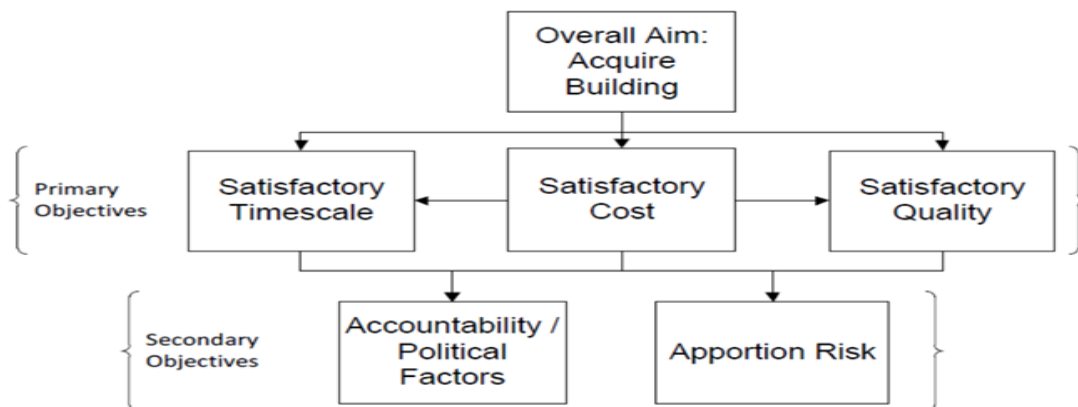 Overall Aim:
Acquire
Building
Primary
Objectives
Satisfactory
Timescale
Satisfactory
Cost
Satisfactory
Quality
Secondary
Objectives
Accountability /
Political
Factors
Apportion Risk